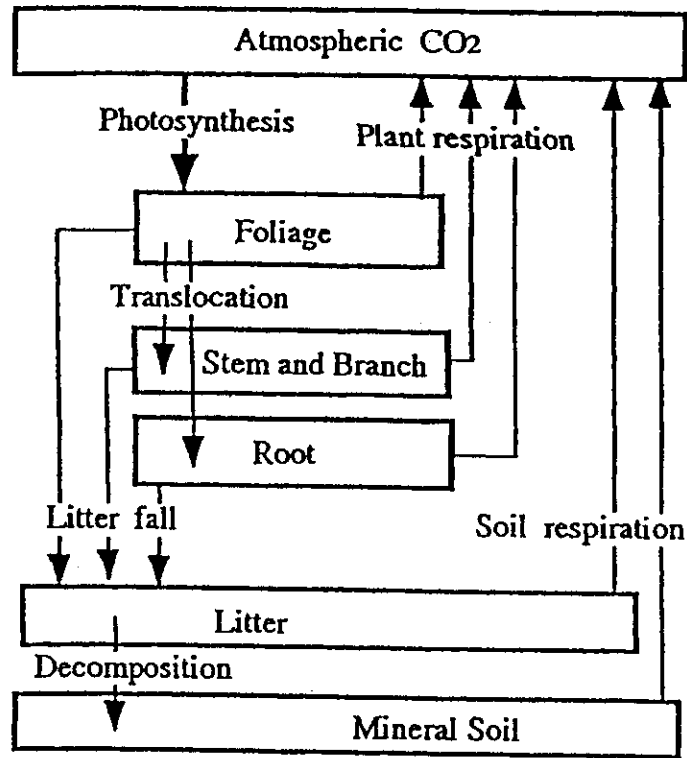 Atmospheric CO2
Photosynthesis
Plant respiration
Foliage
Translocation
Stem and Branch
Root
Litter fall
Soil respiration
Litter
Decomposition
Mineral Soil